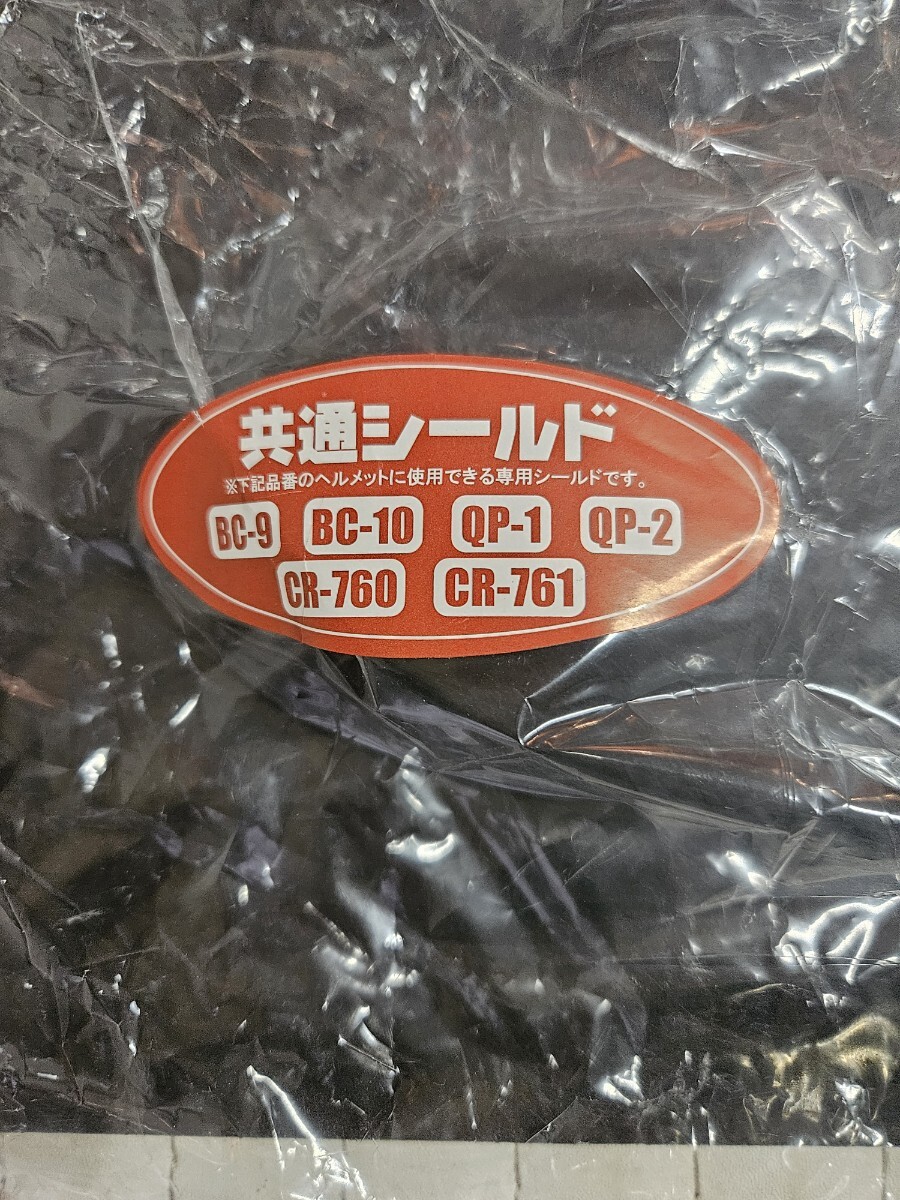 共通シールド
※下記品番のヘルメットに使用できる専用シールドです。
BC-9 BC-10 QP-1 QP-2
CR-760 CR-761